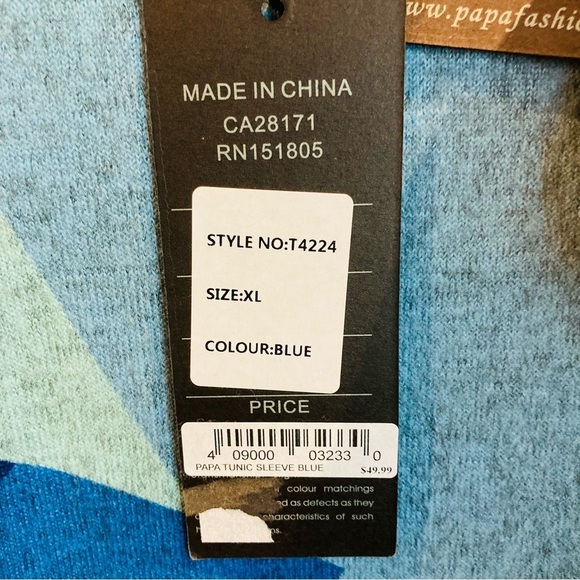 www.papafashio
MADE IN CHINA
CA28171
RN151805
STYLE NO:T4224
SIZE:XL
COLOUR:BLUE
PRICE
4 09000 03233 0
PAPA TUNIC SLEEVE BLUE $49.99
colour matchings
as defects as they
characteristics of such